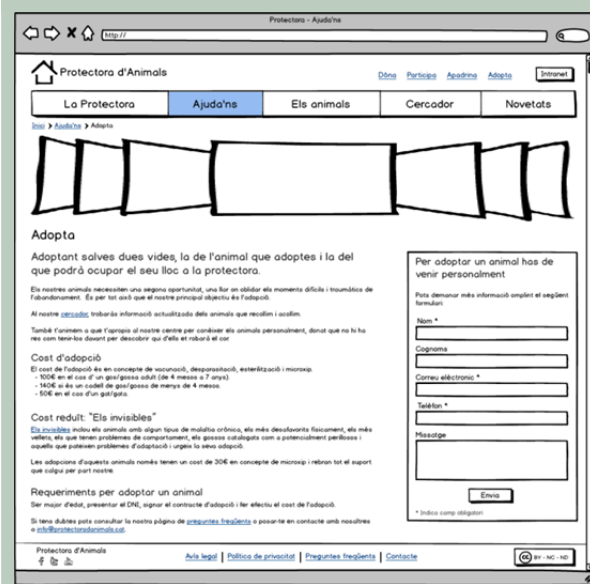 Protectora - Ajuda'ns
http://
Protectora d'Animals
Dóna Participa Apadrina Adopta Intranet
La Protectora Ajuda'ns Els animals Cercador Novetats
Inici > Ajuda'ns > Adopta
Adopta
Adoptant salves dues vides, la de l'animal que adoptes i la del
que podrà ocupar el seu lloc a la protectora.
Els nostres animals necessiten una segona oportunitat, una llar on oblidar els moments difícils i traumàtics de
l'abandonament. És per tot això que el nostre principal objectiu és l'adopció.
Al nostre cercador, trobaràs informació actualitzada dels animals que recollim i acollim.
També t'animem a que t'apropis al nostre centre per conèixer els animals personalment, donat que no hi ha
res com tenir-los davant per descobrir qui d'ells et robarà el cor
Cost d'adopció
El cost de l'adopció és en concepte de vacunació, desparasitació, esterilització i microxip.
- 100€ en el cas d' un gos/gossa adult (de 4 mesos a 7 anys).
- 140€ si és un cadell de gos/gossa de menys de 4 mesos.
- 50€ en el cas d'un gat/gata.
Cost reduït: "Els invisibles"
Els invisibles inclou els animals amb algun tipus de malaltia crònica, els més desafavorits físicament, els més
vellets, els que tenen problemes de comportament, els gossos catalogats com a potencialment perillosos i
aquells que pateixen problemes d'adaptació i urgeix la seva adopció.
Les adopcions d'aquests animals només tenen un cost de 30€ en concepte de microxip i rebran tot el suport
que calgui per part nostre.
Requeriments per adoptar un animal
Ser major d'edat, presentar el DNI, signar el contracte d'adopció i fer efectiu el cost de l'adopció.
Si tens dubtes pots consultar la nostra pàgina de preguntes freqüents o posar-te en contacte amb nosaltres
a info@protectoradanimals.cat.
Per adoptar un animal has de
venir personalment
Pots demanar més informació omplint el següent
formulari:
Nom *
Cognoms
Correu elèctronic *
Telèfon *
Missatge
Envia
* Indica camp obligatori
Protectora d'Animals
Avís legal | Política de privacitat | Preguntes freqüents | Contacte
BY - NC - ND